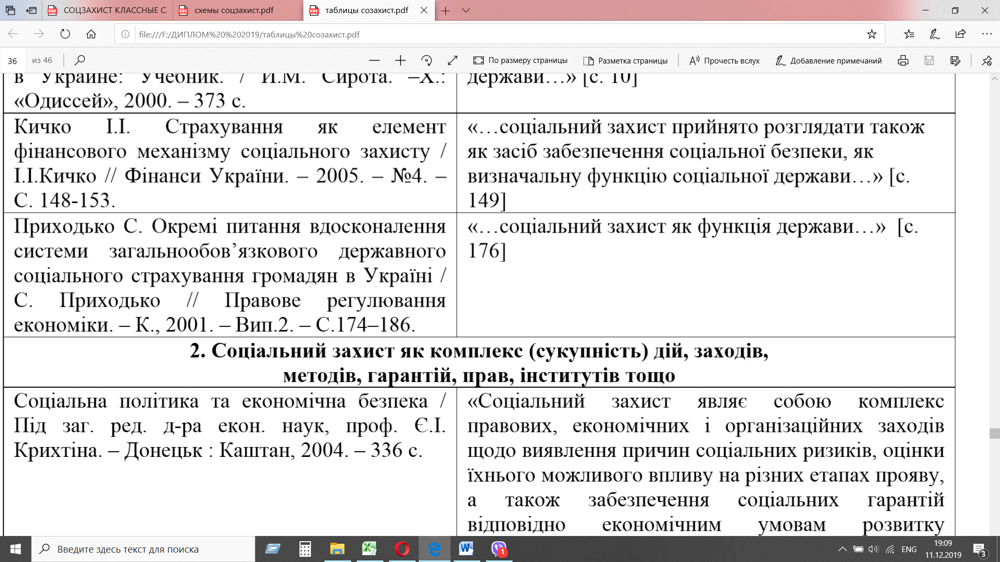 СОЦЗАХИСТ КЛАССНЫЕ С
схемы соцзахист.pdf
таблицы созахист.pdf
file:///F:/ДИПЛОМ%20%202019/таблицы%20созахист.pdf
36 из 46
По размеру страницы
Разметка страницы
Прочесть вслух
Добавление примечаний
в Украине: Учебник. / И.М. Сирота. –Х.:
«Одиссей», 2000. – 373 с.
держави…» [с. 10]
Кичко І.І. Страхування як елемент
фінансового механізму соціального захисту /
І.І.Кичко // Фінанси України. – 2005. – №4. –
С. 148-153.
«…соціальний захист прийнято розглядати також
як засіб забезпечення соціальної безпеки, як
визначальну функцію соціальної держави…» [с.
149]
Приходько С. Окремі питання вдосконалення
системи загальнообов’язкового державного
соціального страхування громадян в Україні /
С. Приходько // Правове регулювання
економіки. – К., 2001. – Вип.2. – С.174–186.
«…соціальний захист як функція держави…» [с.
176]
2. Соціальний захист як комплекс (сукупність) дій, заходів,
методів, гарантій, прав, інститутів тощо
Соціальна політика та економічна безпека /
Під заг. ред. д-ра екон. наук, проф. Є.І.
Крихтіна. – Донецьк : Каштан, 2004. – 336 с.
«Соціальний захист являє собою комплекс
правових, економічних і організаційних заходів
щодо виявлення причин соціальних ризиків, оцінки
їхнього можливого впливу на різних етапах прояву,
а також забезпечення соціальних гарантій
відповідно економічним умовам розвитку
Введите здесь текст для поиска
1
ENG
19:09
11.12.2019
3